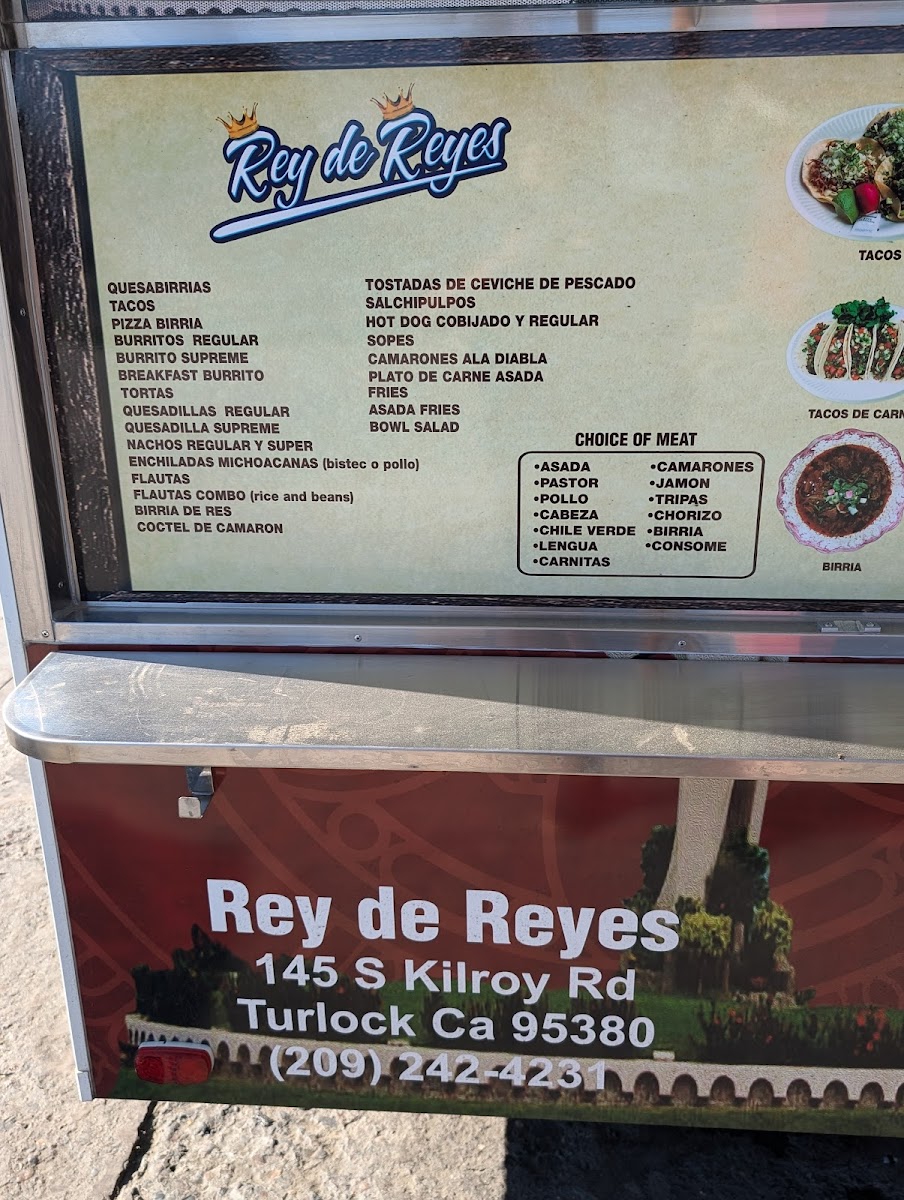 Rey de Reyes
QUESABIRRIAS
TACOS
PIZZA BIRRIA
BURRITOS REGULAR
BURRITO SUPREME
BREAKFAST BURRITO
TORTAS
QUESADILLAS REGULAR
QUESADILLA SUPREME
NACHOS REGULAR Y SUPER
ENCHILADAS MICHOACANAS (bistec o pollo)
FLAUTAS
FLAUTAS COMBO (rice and beans)
BIRRIA DE RES
COCTEL DE CAMARON
TOSTADAS DE CEVICHE DE PESCADO
SALCHIPULPOS
HOT DOG COBIJADO Y REGULAR
SOPES
CAMARONES ALA DIABLA
PLATO DE CARNE ASADA
FRIES
ASADA FRIES
BOWL SALAD
CHOICE OF MEAT
•ASADA
•PASTOR
•POLLO
•CABEZA
•CHILE VERDE
•LENGUA
•CARNITAS
•CAMARONES
•JAMON
•TRIPAS
•CHORIZO
•BIRRIA
•CONSOME
TACOS
TACOS DE CARN
BIRRIA
Rey de Reyes
145 S Kilroy Rd
Turlock Ca 95380
(209) 242-4231